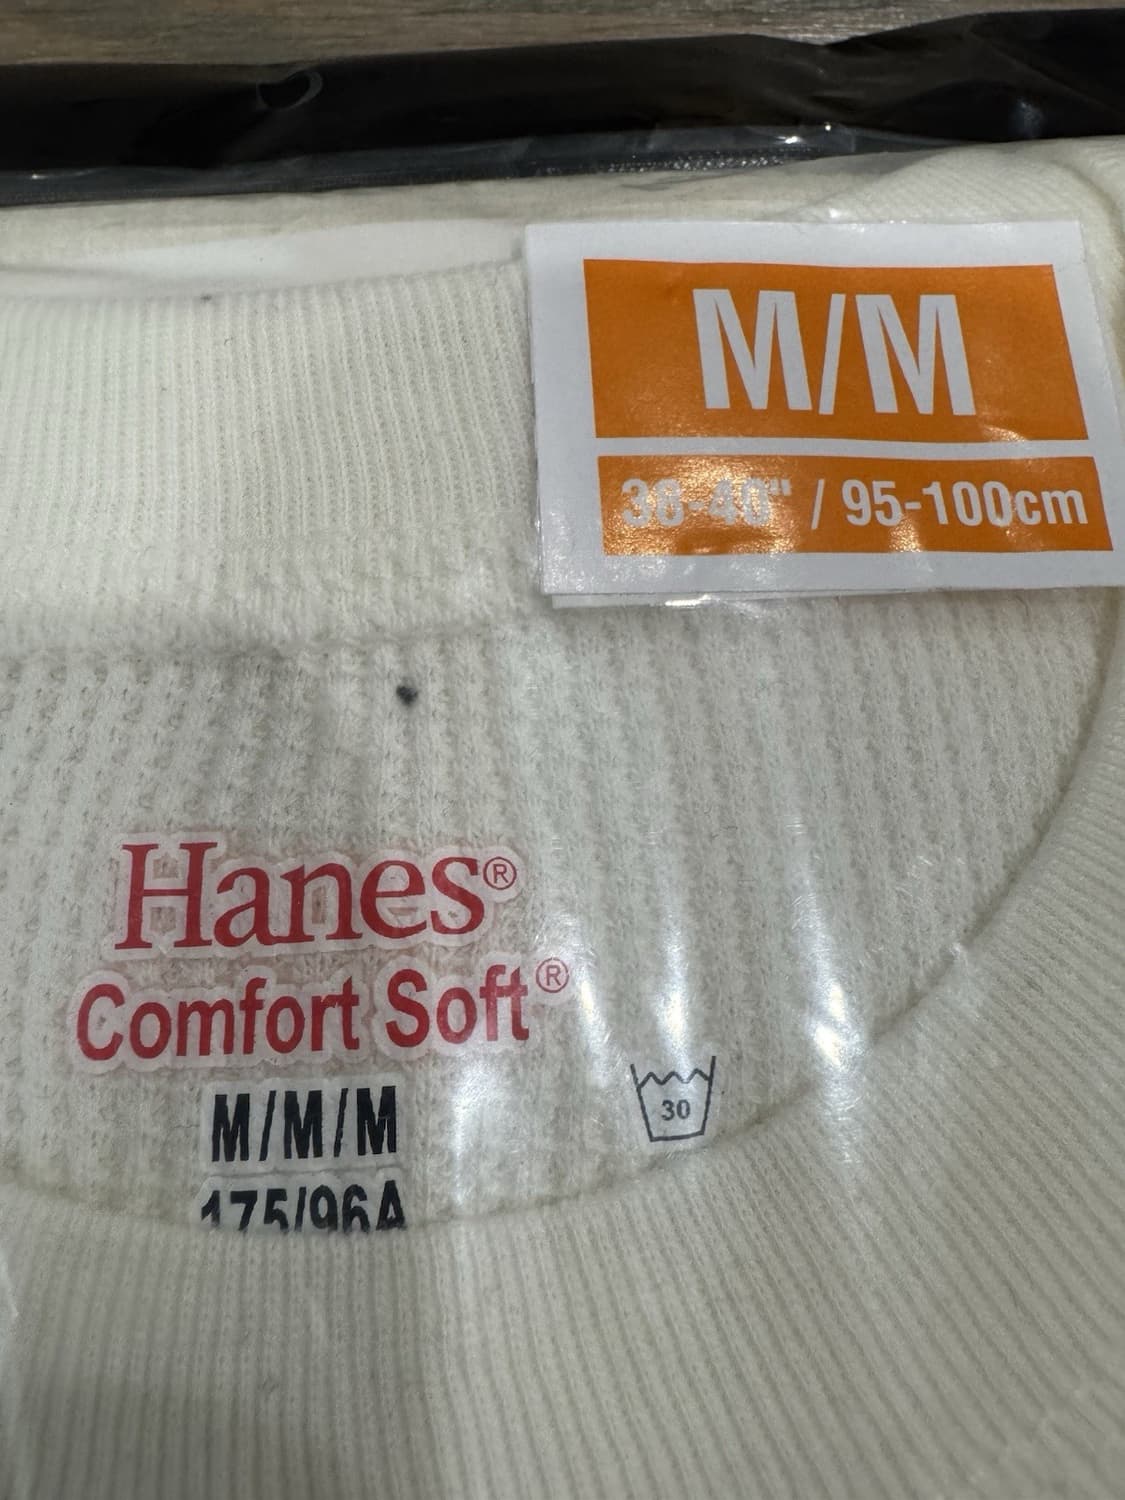 M/M
38-40" / 95-100cm
Hanes®
Comfort Soft®
M/M/M
175/96A
30